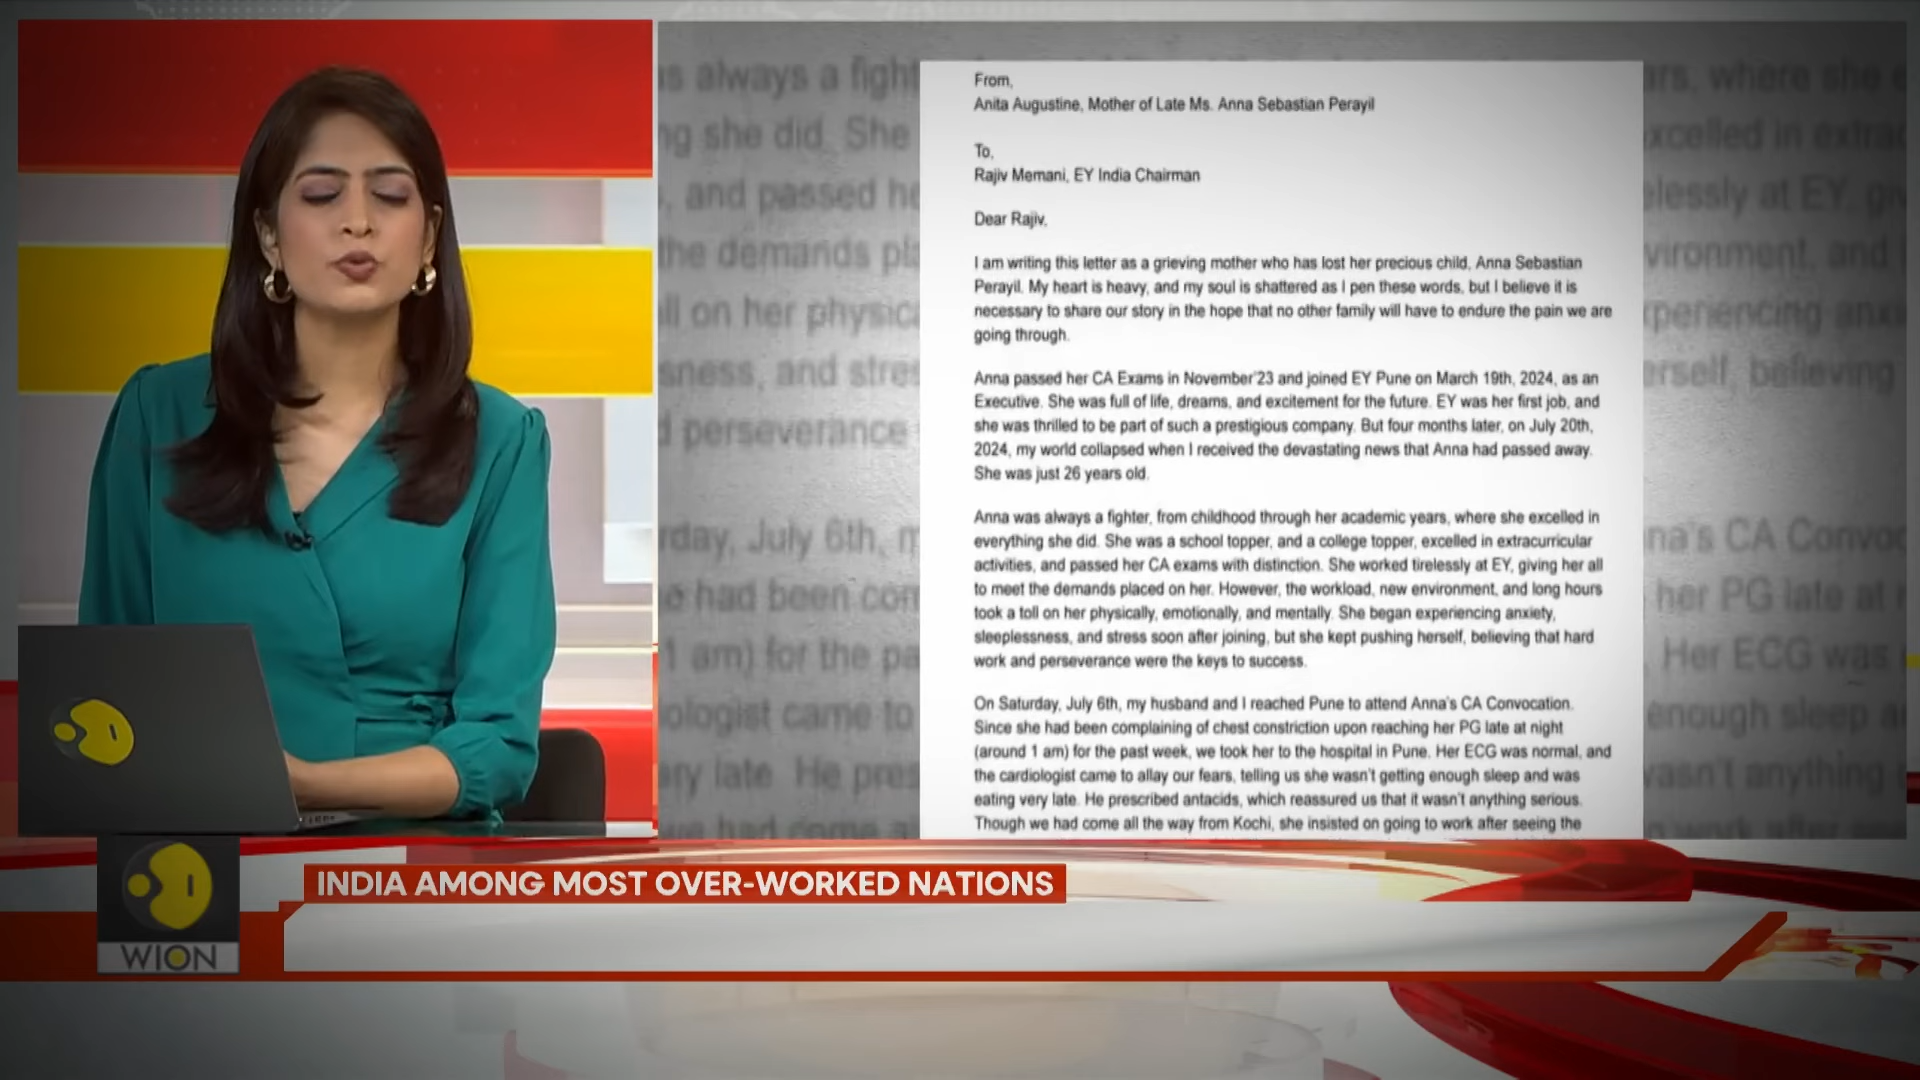 From,
Anita Augustine, Mother of Late Ms. Anna Sebastian Perayil
To,
Rajiv Memani, EY India Chairman
Dear Rajiv,
I am writing this letter as a grieving mother who has lost her precious child, Anna Sebastian
Perayil. My heart is heavy, and my soul is shattered as I pen these words, but I believe it is
necessary to share our story in the hope that no other family will have to endure the pain we are
going through.
Anna passed her CA Exams in November'23 and joined EY Pune on March 19th, 2024, as an
Executive. She was full of life, dreams, and excitement for the future. EY was her first job, and
she was thrilled to be part of such a prestigious company. But four months later, on July 20th,
2024, my world collapsed when I received the devastating news that Anna had passed away.
She was just 26 years old.
Anna was always a fighter, from childhood through her academic years, where she excelled in
everything she did. She was a school topper, and a college topper, excelled in extracurricular
activities, and passed her CA exams with distinction. She worked tirelessly at EY, giving her all
to meet the demands placed on her. However, the workload, new environment, and long hours
took a toll on her physically, emotionally, and mentally. She began experiencing anxiety,
sleeplessness, and stress soon after joining, but she kept pushing herself, believing that hard
work and perseverance were the keys to success.
On Saturday, July 6th, my husband and I reached Pune to attend Anna's CA Convocation.
Since she had been complaining of chest constriction upon reaching her PG late at night
(around 1 am) for the past week, we took her to the hospital in Pune. Her ECG was normal, and
the cardiologist came to allay our fears, telling us she wasn't getting enough sleep and was
eating very late. He prescribed antacids, which reassured us that it wasn't anything serious.
Though we had come all the way from Kochi, she insisted on going to work after seeing the
INDIA AMONG MOST OVER-WORKED NATIONS
WION